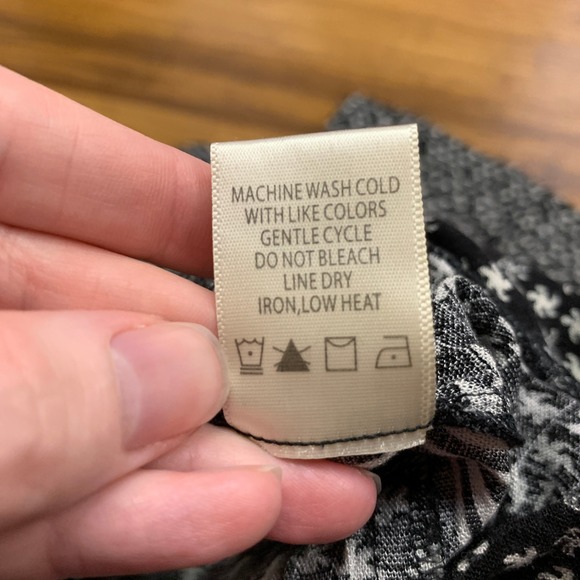 MACHINE WASH COLD
WITH LIKE COLORS
GENTLE CYCLE
DO NOT BLEACH
LINE DRY
IRON,LOW HEAT